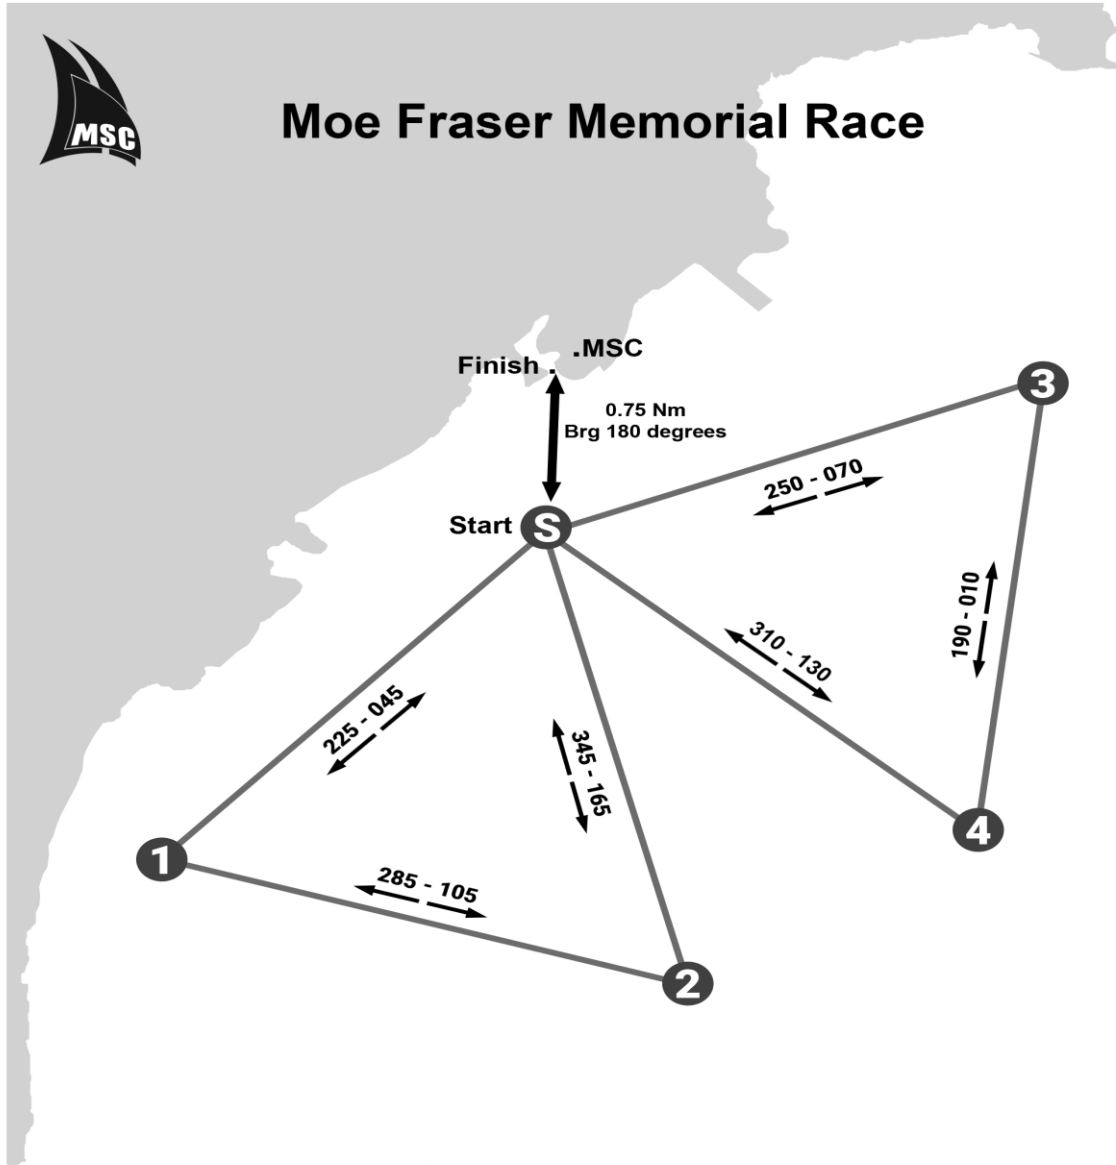 MSC
Moe Fraser Memorial Race
.MSC
Finish .
0.75 Nm
Brg 180 degrees
3
250 - 070
Start
S
190 - 010
310 - 130
225 - 045
345 - 165
4
1
285 - 105
2